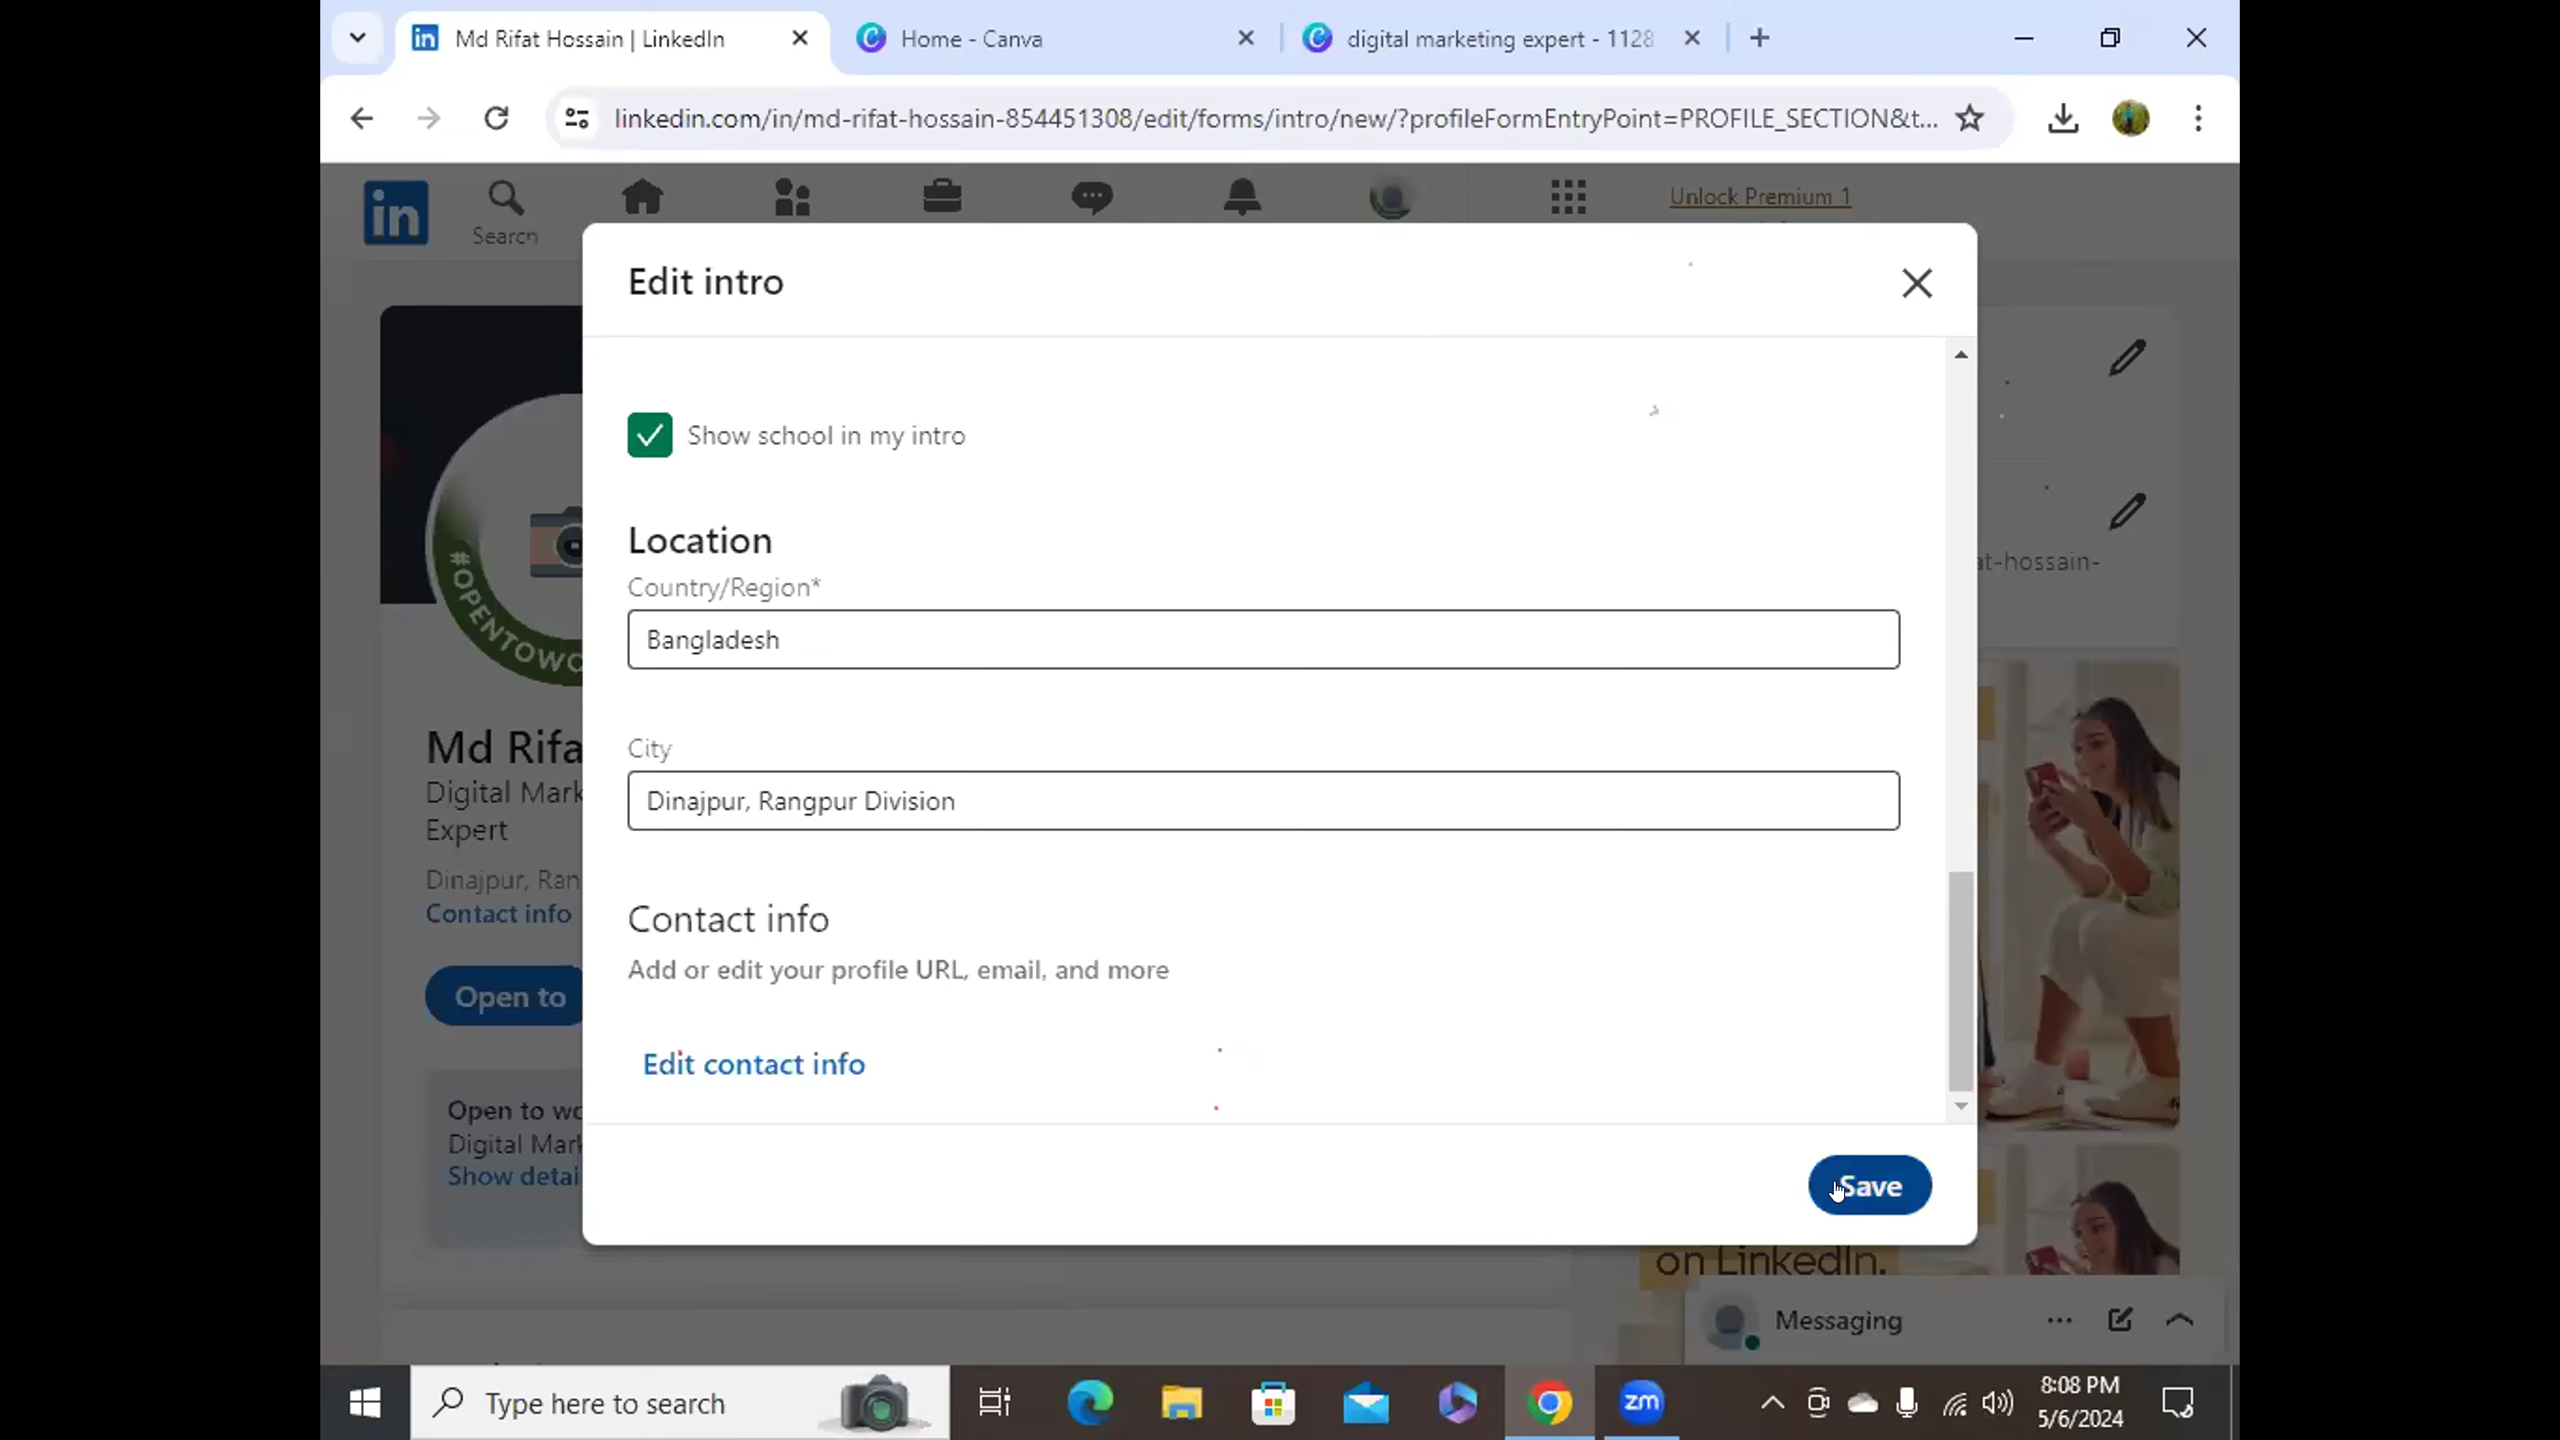 Md Rifat Hossain | LinkedIn
Home - Canva
digital marketing expert - 1128
linkedin.com/in/md-rifat-hossain-854451308/edit/forms/intro/new/?profileFormEntryPoint=PROFILE_SECTION&t...
in
Search
Unlock Premium 1
Edit intro
Show school in my intro
Location
Country/Region*
Bangladesh
City
Dinajpur, Rangpur Division
Contact info
Add or edit your profile URL, email, and more
Edit contact info
Save
#OPENTOWO
Md Rifa
Digital Mark
Expert
Dinajpur, Ran
Contact info
Open to
Open to wo
Digital Mark
Show detai
at-hossain-
on LinkedIn.
Messaging
Type here to search
zm
8:08 PM
5/6/2024